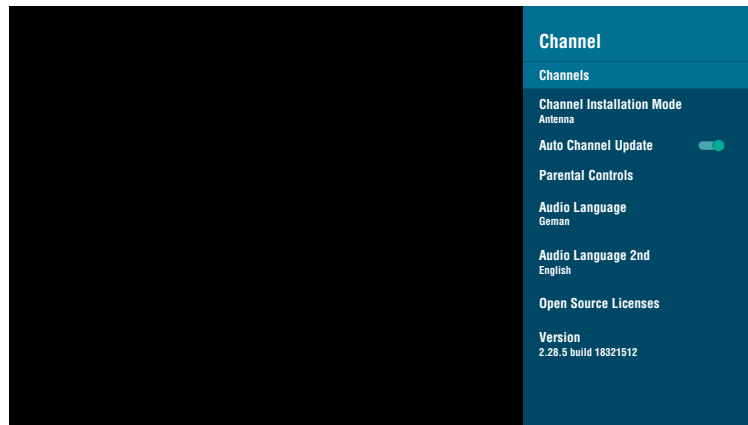 Channel
Channels
Channel Installation Mode
Antenna
Auto Channel Update
Parental Controls
Audio Language
Geman
Audio Language 2nd
English
Open Source Licenses
Version
2.28.5 build 18321512